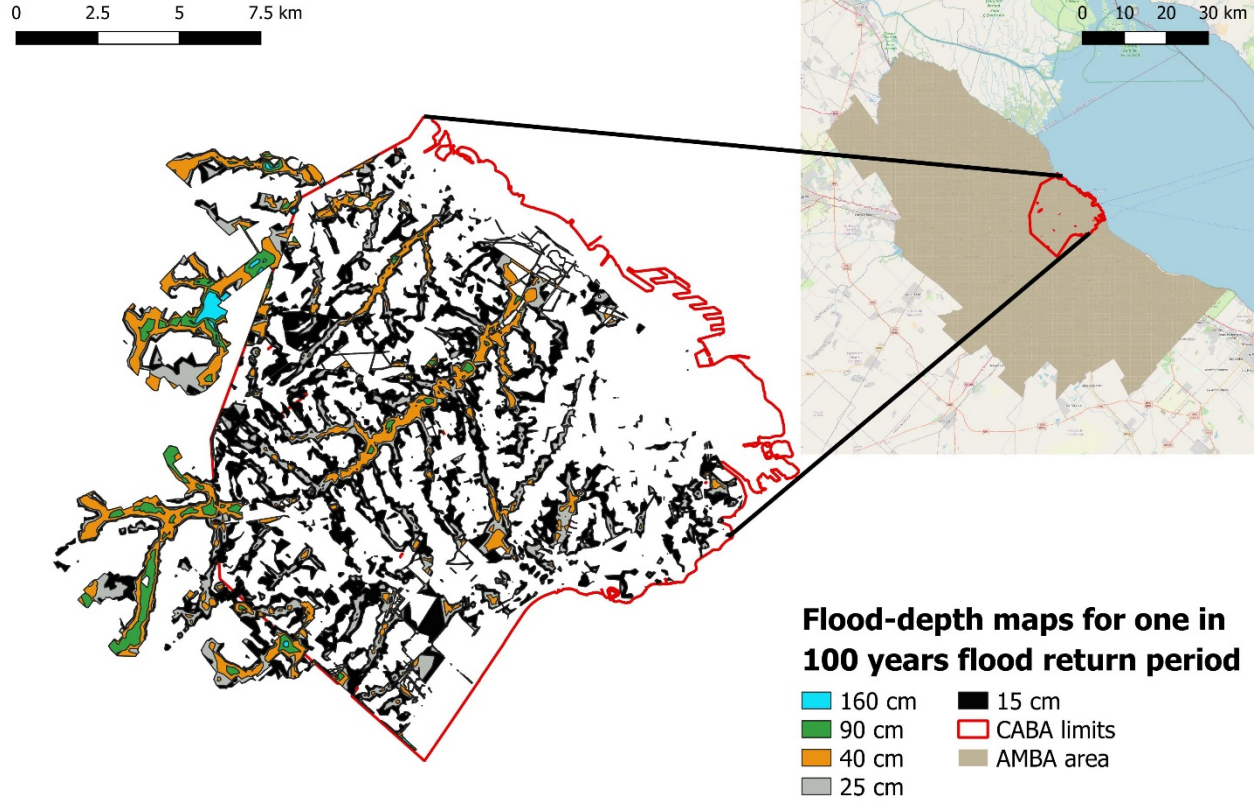 0 2.5 5 7.5 km
0 10 20 30 km
Flood-depth maps for one in
100 years flood return period
160 cm
90 cm
40 cm
25 cm
15 cm
CABA limits
AMBA area